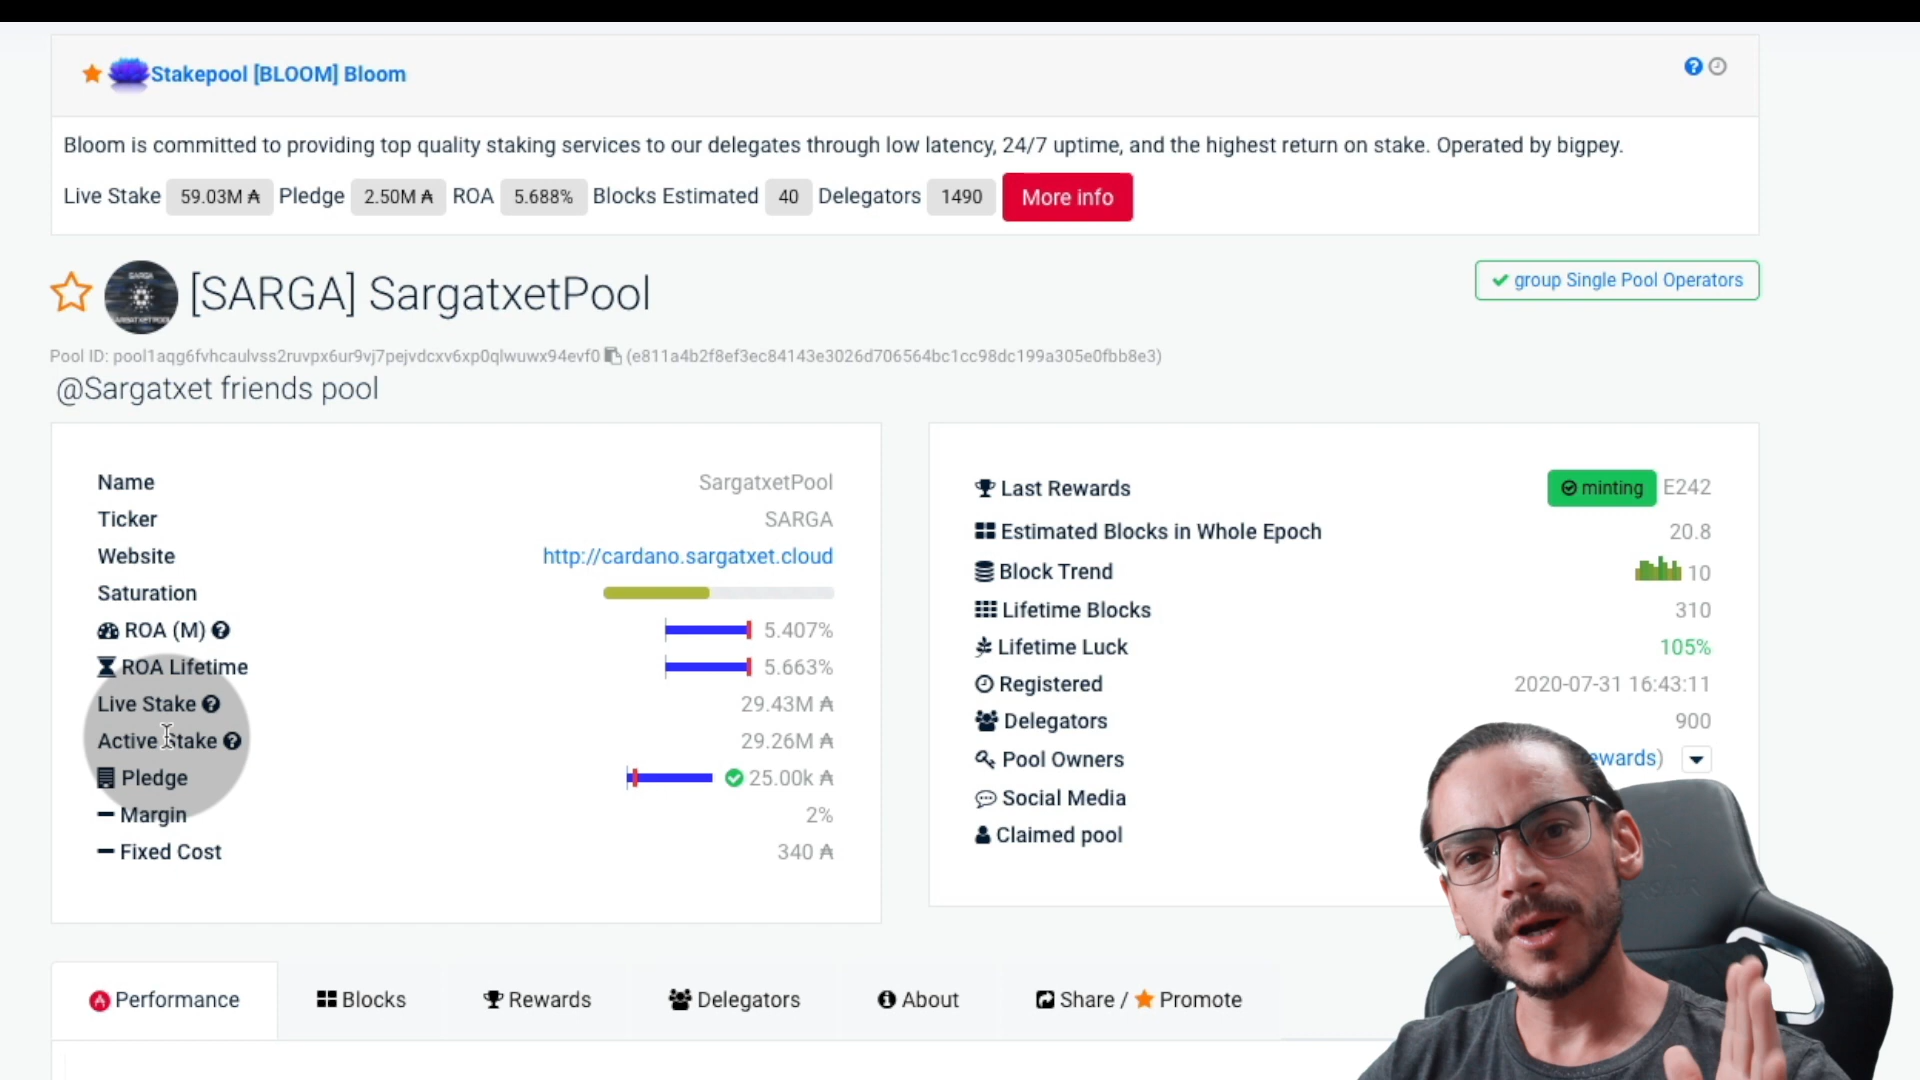 Stakepool [BLOOM] Bloom
Bloom is committed to providing top quality staking services to our delegates through low latency, 24/7 uptime, and the highest return on stake. Operated by bigpey.
Live Stake 59.03M ₳ Pledge 2.50M ₳ ROA 5.688% Blocks Estimated 40 Delegators 1490 More info
[SARGA] SargatxetPool
group Single Pool Operators
Pool ID: pool1aqg6fvhcaulvss2ruvpx6ur9vj7pejvdcxv6xp0qlwuwx94evf0 (e811a4b2f8ef3ec84143e3026d706564bc1cc98dc199a305e0fbb8e3)
@Sargatxet friends pool
Name SargatxetPool
Ticker SARGA
Website http://cardano.sargatxet.cloud
Saturation
ROA (M) 5.407%
ROA Lifetime 5.663%
Live Stake 29.43M ₳
Active Stake 29.26M ₳
Pledge 25.00k ₳
Margin 2%
Fixed Cost 340 ₳
Last Rewards minting E242
Estimated Blocks in Whole Epoch 20.8
Block Trend 10
Lifetime Blocks 310
Lifetime Luck 105%
Registered 2020-07-31 16:43:11
Delegators 900
Pool Owners ewards)
Social Media
Claimed pool
Performance Blocks Rewards Delegators About Share / Promote